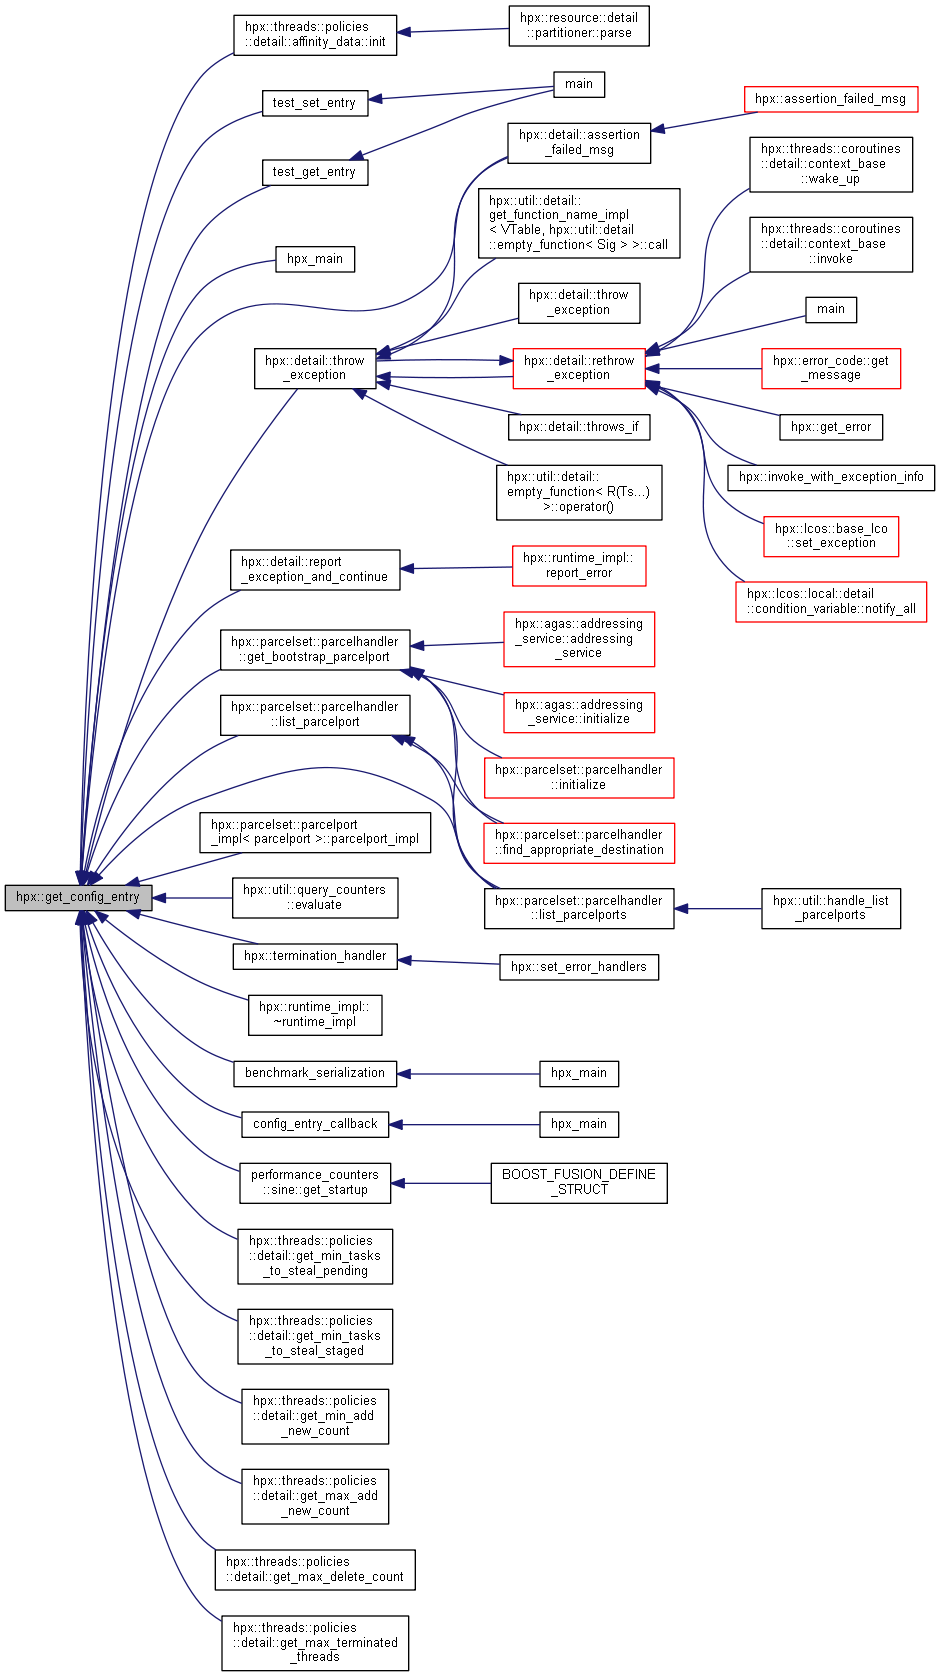 hpx::threads::policies
::detail::affinity_data::init
hpx::resource::detail
::partitioner::parse
test_set_entry
main
test_get_entry
hpx::detail::assertion
_failed_msg
hpx::assertion_failed_msg
hpx::threads::coroutines
::detail::context_base
::wake_up
hpx::util::detail::
get_function_name_impl
< VTable, hpx::util::detail
::empty_function< Sig > >::call
hpx::threads::coroutines
::detail::context_base
::invoke
hpx_main
hpx::detail::throw
_exception
main
hpx::detail::throw
_exception
hpx::detail::rethrow
_exception
hpx::error_code::get
_message
hpx::detail::throws_if
hpx::get_error
hpx::util::detail::
empty_function< R(Ts...)
>::operator()
hpx::invoke_with_exception_info
hpx::lcos::base_lco
::set_exception
hpx::detail::report
_exception_and_continue
hpx::runtime_impl::
report_error
hpx::lcos::local::detail
::condition_variable::notify_all
hpx::parcelset::parcelhandler
::get_bootstrap_parcelport
hpx::agas::addressing
_service::addressing
_service
hpx::parcelset::parcelhandler
::list_parcelport
hpx::agas::addressing
_service::initialize
hpx::parcelset::parcelhandler
::initialize
hpx::parcelset::parcelport
_impl< parcelport >::parcelport_impl
hpx::parcelset::parcelhandler
::find_appropriate_destination
hpx::get_config_entry
hpx::util::query_counters
::evaluate
hpx::parcelset::parcelhandler
::list_parcelports
hpx::util::handle_list
_parcelports
hpx::termination_handler
hpx::set_error_handlers
hpx::runtime_impl::
~runtime_impl
benchmark_serialization
hpx_main
config_entry_callback
hpx_main
performance_counters
::sine::get_startup
BOOST_FUSION_DEFINE
_STRUCT
hpx::threads::policies
::detail::get_min_tasks
_to_steal_pending
hpx::threads::policies
::detail::get_min_tasks
_to_steal_staged
hpx::threads::policies
::detail::get_min_add
_new_count
hpx::threads::policies
::detail::get_max_add
_new_count
hpx::threads::policies
::detail::get_max_delete_count
hpx::threads::policies
::detail::get_max_terminated
_threads